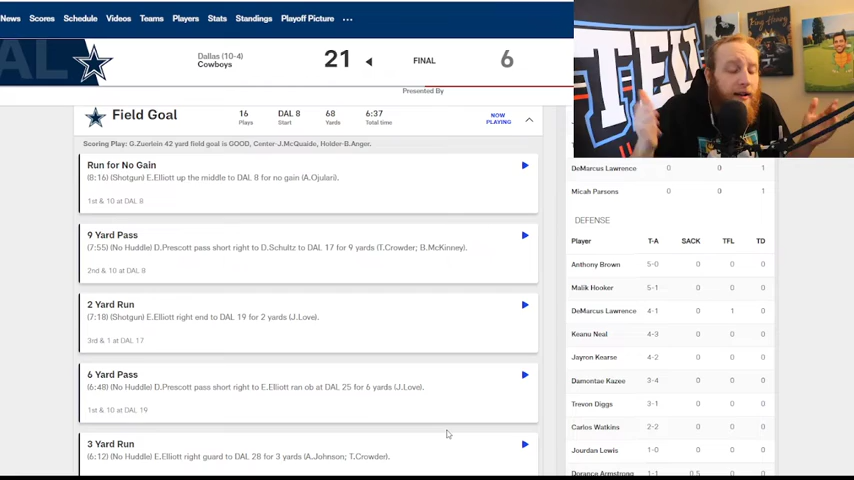 News Scores Schedule Videos Teams Players Stats Standings Playoff Picture •••
AL
Dallas (10-4)
Cowboys
21
FINAL
6
Presented By
Field Goal
16
Plays
DAL 8
Start
68
Yards
6:37
Total time
NOW
PLAYING
Scoring Play: G.Zuerlein 42 yard field goal is GOOD, Center-J.McQuaide, Holder-B.Anger.
Run for No Gain
(8:16) (Shotgun) E.Elliott up the middle to DAL 8 for no gain (A.Ojulari).
1st & 10 at DAL 8
9 Yard Pass
(7:55) (No Huddle) D.Prescott pass short right to D.Schultz to DAL 17 for 9 yards (T.Crowder; B.McKinney).
2nd & 10 at DAL 8
2 Yard Run
(7:18) (Shotgun) E.Elliott right end to DAL 19 for 2 yards (J.Love).
3rd & 1 at DAL 17
6 Yard Pass
(6:48) (No Huddle) D.Prescott pass short right to E.Elliott ran ob at DAL 25 for 6 yards (J.Love).
1st & 10 at DAL 19
3 Yard Run
(6:12) (No Huddle) E.Elliott right guard to DAL 28 for 3 yards (A.Johnson; T.Crowder).
DeMarcus Lawrence 0 0 1
Micah Parsons 0 0 1
DEFENSE
Player T-A SACK TFL TD
Anthony Brown 5-0 0 0 0
Malik Hooker 5-1 0 0 0
DeMarcus Lawrence 4-1 0 1 0
Keanu Neal 4-3 0 0 0
Jayron Kearse 4-2 0 0 0
Damontae Kazee 3-4 0 0 0
Trevon Diggs 3-1 0 0 0
Carlos Watkins 2-2 0 0 0
Jourdan Lewis 1-0 0 0 0
Dorance Armstrong 1-1 0.5 0 0
King Henry